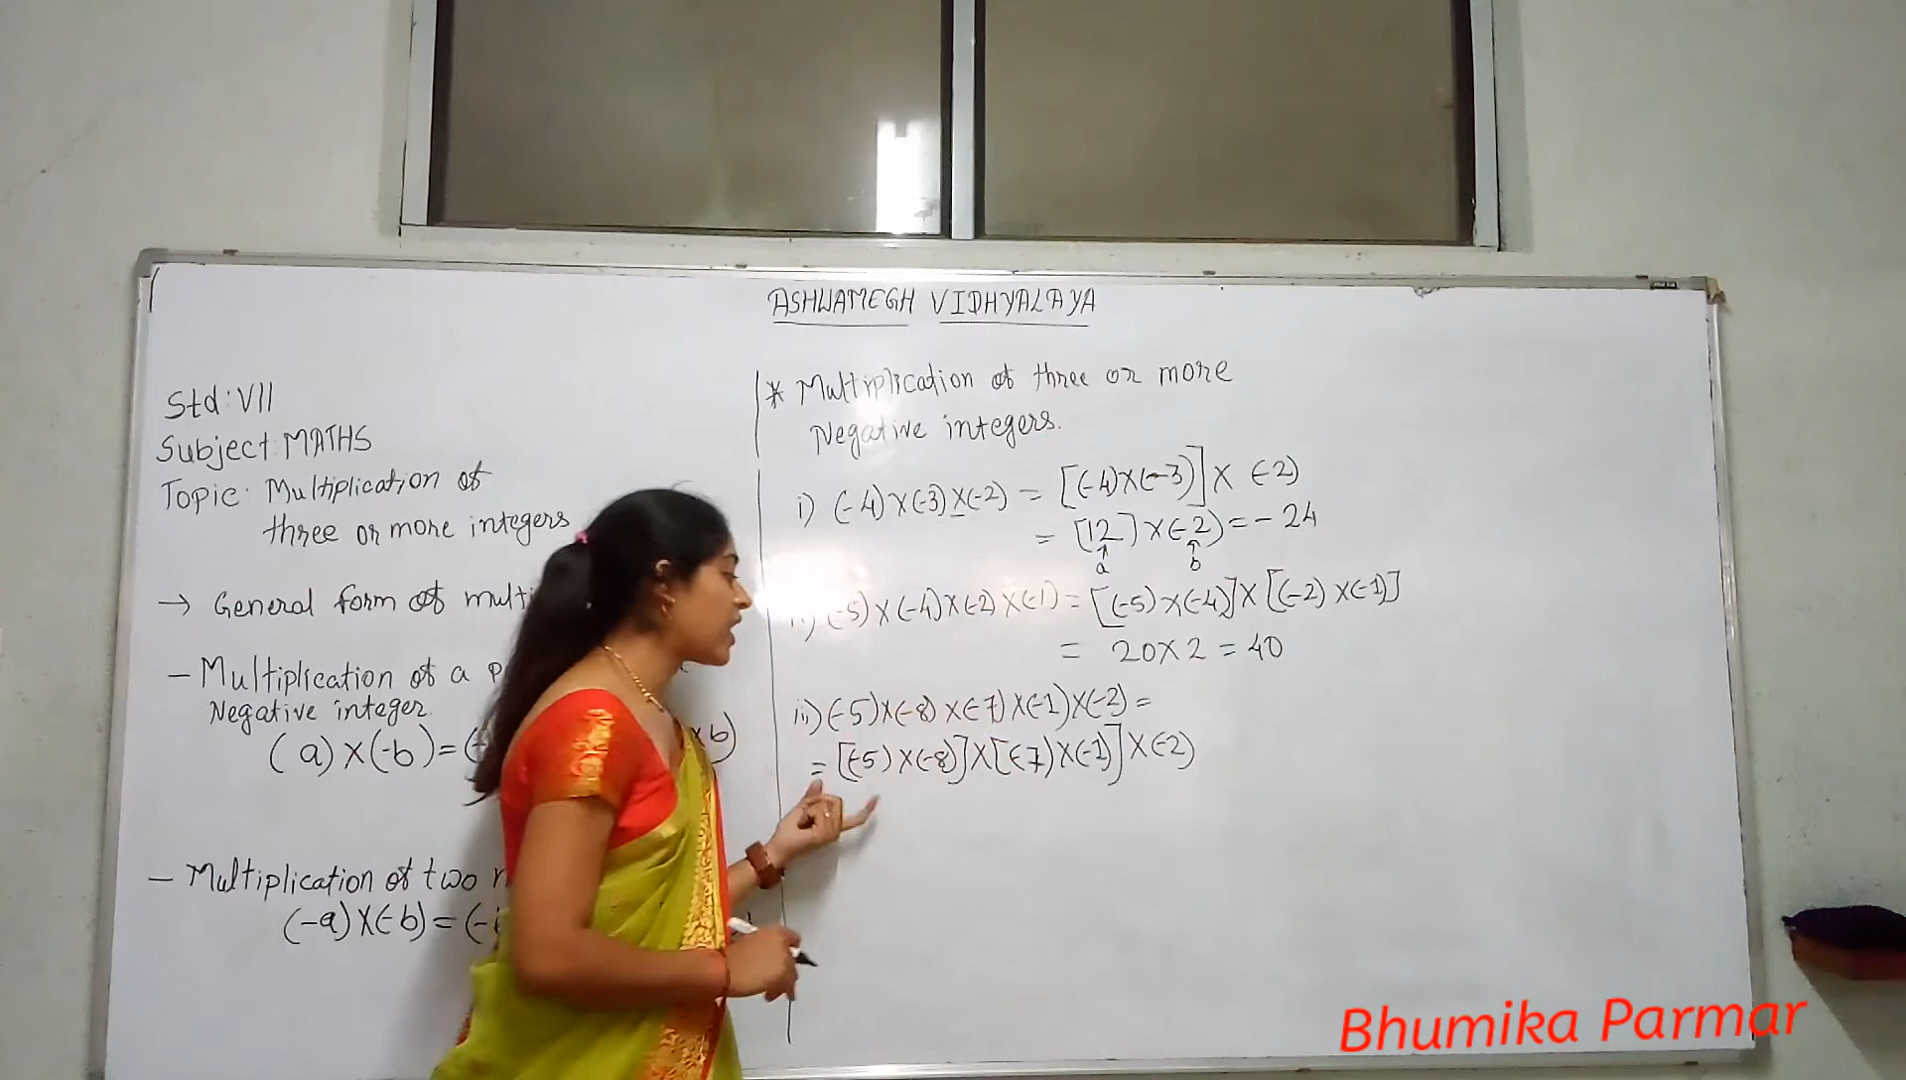 ASHWAMEGH VIDHYALAYA
Std: VII
Subject: MATHS
Topic: Multiplication of
three or more integers
→ General form of
- Multiplication of a
Negative integer.
(a)×(-b)=
×b)
- Multiplication of two
(-a)×(-b)=(-
* Multiplication of three or more
Negative integers.
i) (-4)×(-3)×(-2) = [(-4)×(-3)]× (-2)
= [12]×(-2)=-24
a b
ii) (-5)×(-4)×(-2)×(-1)=[(-5)×(-4)]×[(-2)×(-1)]
= 20×2=40
iii) (-5)×(-8)×(-7)×(-1)×(-2)=
=[(-5)×(-8)]×[(-7)×(-1)]×(-2)
Bhumika Parmar